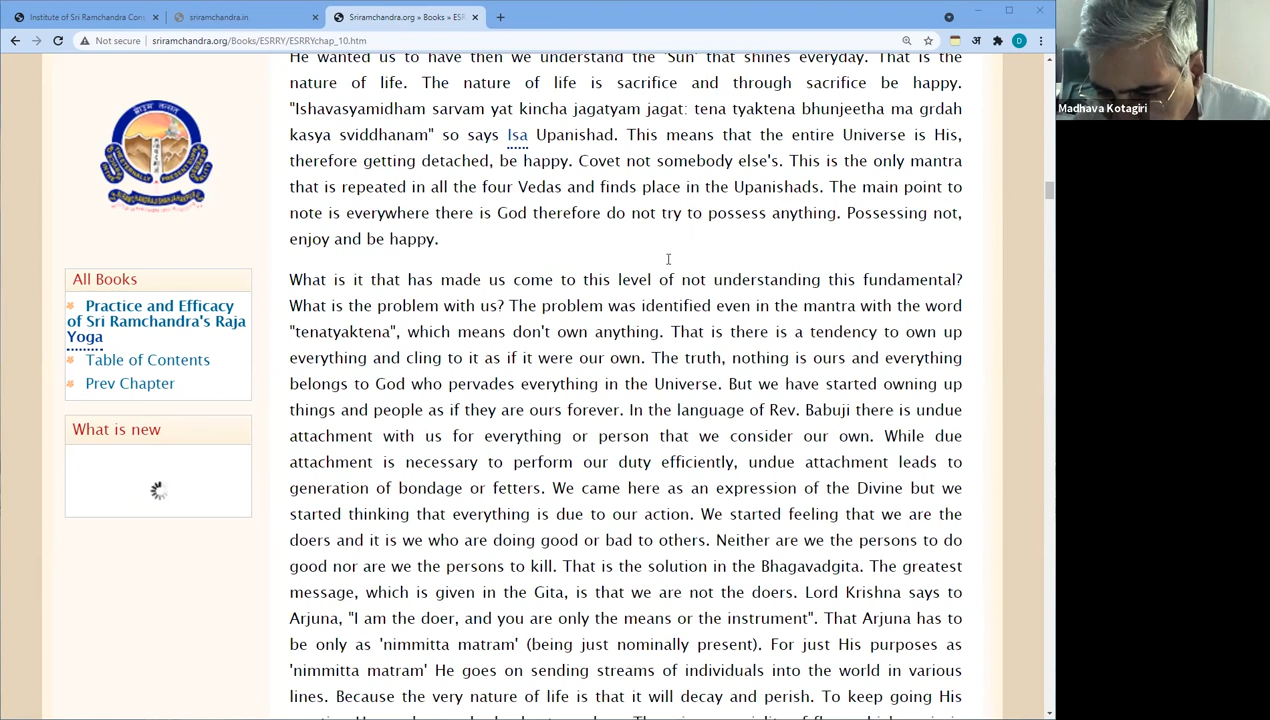 Institute of Sri Ramchandra Con
sriramchandra.in
Sriramchandra.org » Books » ESR
Not secure
sriramchandra.org/Books/ESRRY/ESRRYchap_10.htm
अ
D
Madhava Kotagiri
He wanted us to have then we understand the 'Sun' that shines everyday. That is the
nature of life. The nature of life is sacrifice and through sacrifice be happy.
"Ishavasyamidham sarvam yat kincha jagatyam jagat: tena tyaktena bhunjeetha ma grdah
kasya sviddhanam" so says Isa Upanishad. This means that the entire Universe is His,
therefore getting detached, be happy. Covet not somebody else's. This is the only mantra
that is repeated in all the four Vedas and finds place in the Upanishads. The main point to
note is everywhere there is God therefore do not try to possess anything. Possessing not,
enjoy and be happy.
All Books
Practice and Efficacy
of Sri Ramchandra's Raja
Yoga
Table of Contents
Prev Chapter
What is new
What is it that has made us come to this level of not understanding this fundamental?
What is the problem with us? The problem was identified even in the mantra with the word
"tenatyaktena", which means don't own anything. That is there is a tendency to own up
everything and cling to it as if it were our own. The truth, nothing is ours and everything
belongs to God who pervades everything in the Universe. But we have started owning up
things and people as if they are ours forever. In the language of Rev. Babuji there is undue
attachment with us for everything or person that we consider our own. While due
attachment is necessary to perform our duty efficiently, undue attachment leads to
generation of bondage or fetters. We came here as an expression of the Divine but we
started thinking that everything is due to our action. We started feeling that we are the
doers and it is we who are doing good or bad to others. Neither are we the persons to do
good nor are we the persons to kill. That is the solution in the Bhagavadgita. The greatest
message, which is given in the Gita, is that we are not the doers. Lord Krishna says to
Arjuna, "I am the doer, and you are only the means or the instrument". That Arjuna has to
be only as 'nimmitta matram' (being just nominally present). For just His purposes as
'nimmitta matram' He goes on sending streams of individuals into the world in various
lines. Because the very nature of life is that it will decay and perish. To keep going His